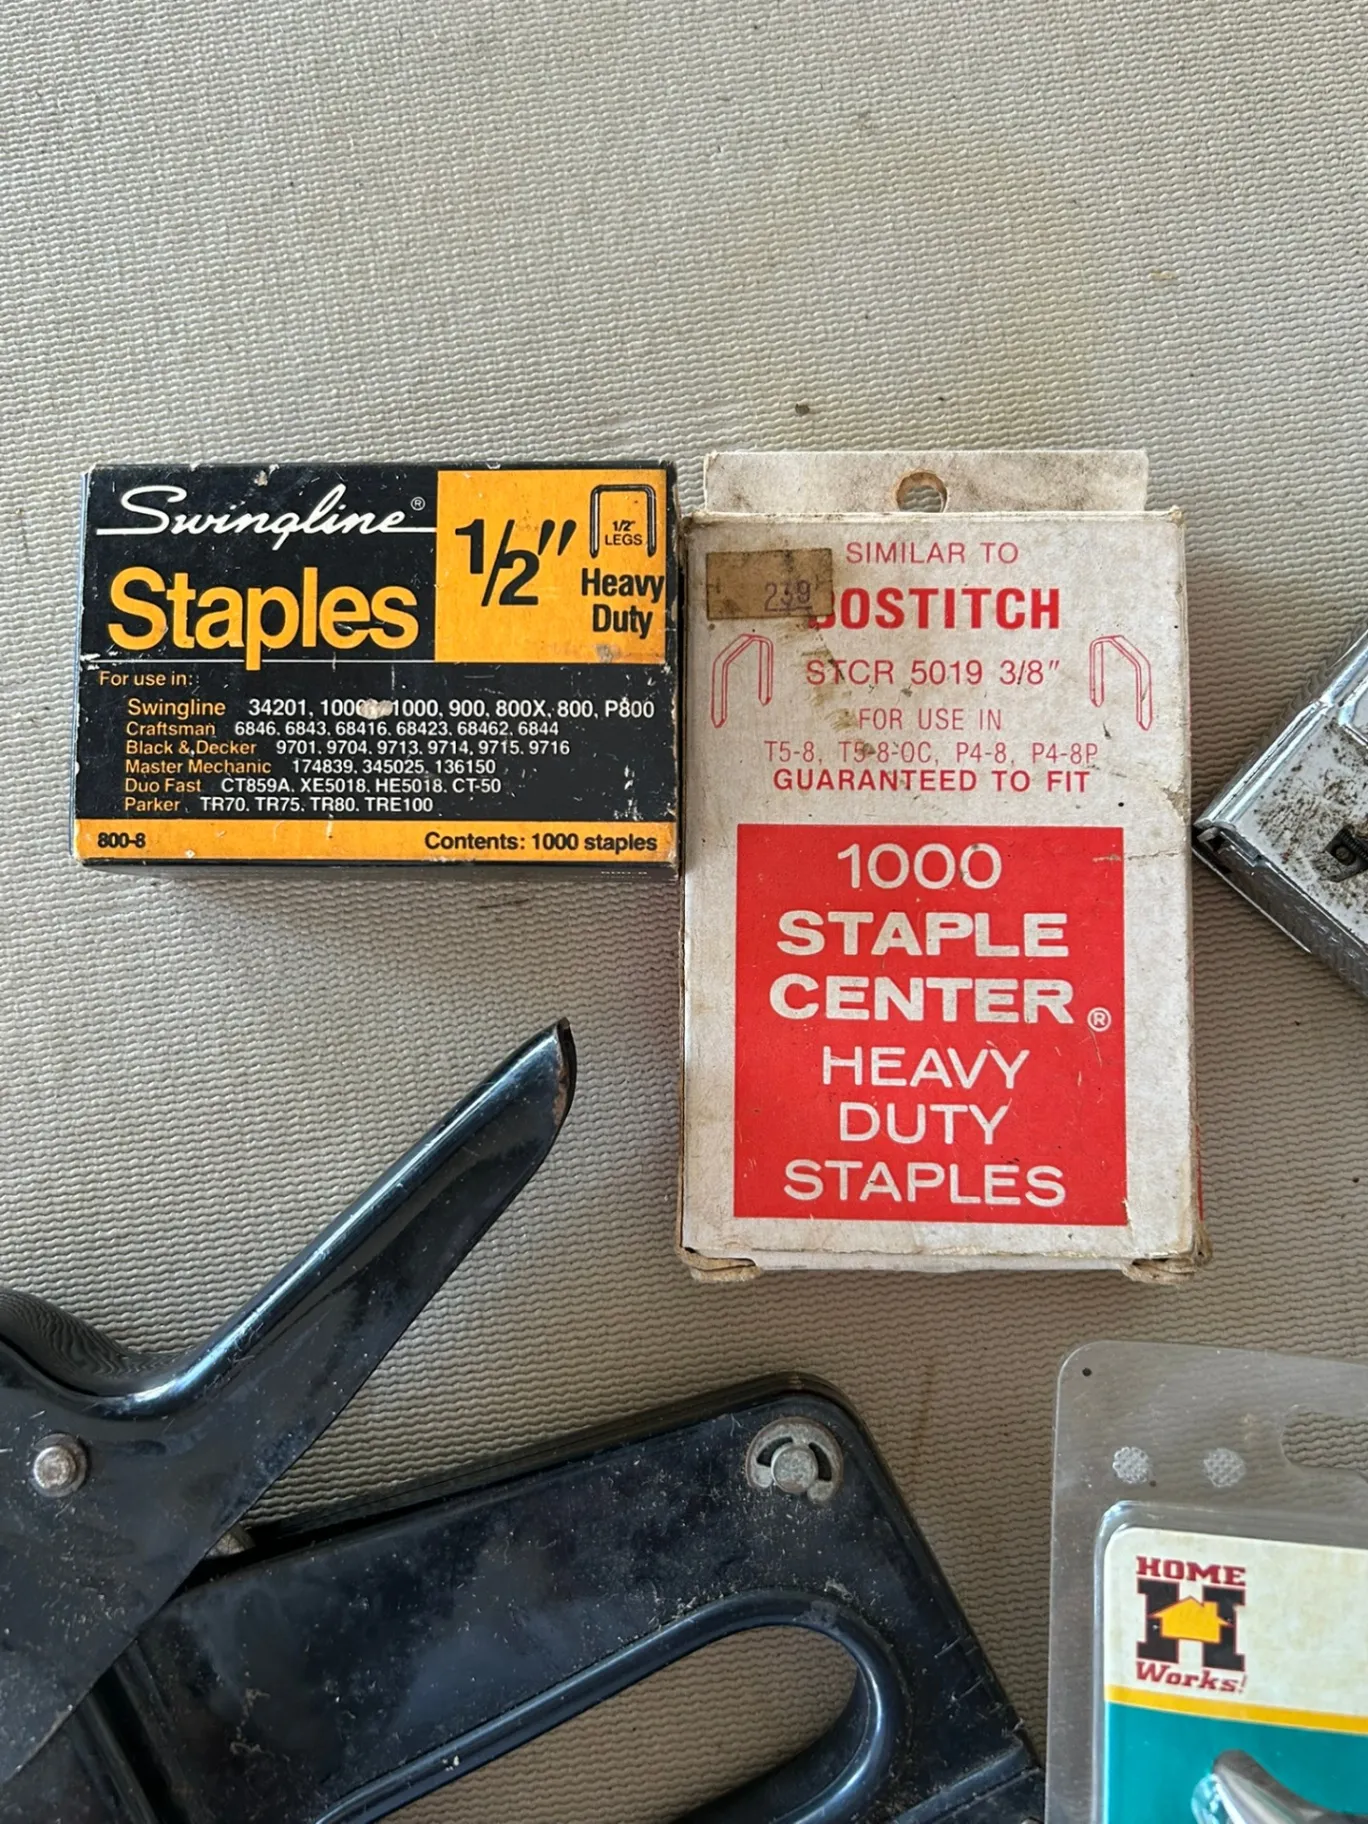 Swingline®
Staples
1/2"
1/2"
LEGS
Heavy
Duty
For use in:
Swingline 34201, 1000, 900, 800X, 800, P800
Craftsman 6846, 6843, 68416, 68423, 68462, 6844
Black & Decker 9701, 9704, 9713, 9714, 9715, 9716
Master Mechanic 174839, 345025, 136150
Duo Fast CT859A, XE5018, HE5018, CT-50
Parker TR70, TR75, TR80, TRE100
800-8 Contents: 1000 staples
SIMILAR TO
239
BOSTITCH
STCR 5019 3/8"
FOR USE IN
T5-8, T5-8-OC, P4-8, P4-8P
GUARANTEED TO FIT
1000
STAPLE
CENTER®
HEAVY
DUTY
STAPLES
HOME
H
Works!